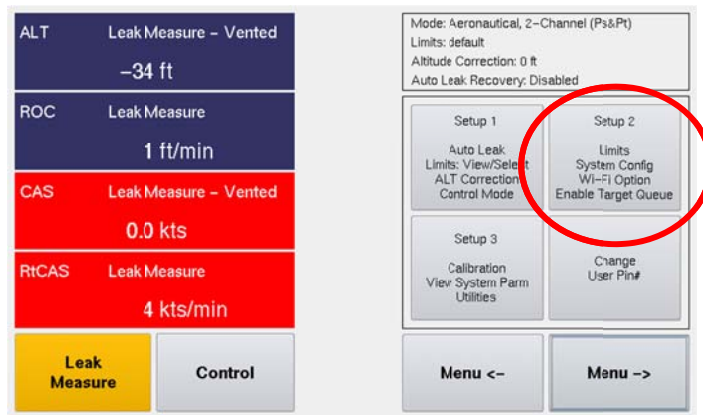 ALT Leak Measure - Vented
-34 ft
ROC Leak Measure
1 ft/min
CAS Leak Measure - Vented
0.0 kts
RtCAS Leak Measure
4 kts/min
Leak
Measure
Control
Mode: Aeronautical, 2-Channel (Ps&Pt)
Limits: default
Altitude Correction: 0 ft
Auto Leak Recovery: Disabled
Setup 1
Auto Leak
Limits: View/Select
ALT Correction
Control Mode
Setup 2
Limits
System Config
Wi-Fi Option
Enable Target Queue
Setup 3
Calibration
View System Parm
Utilities
Change
User Pin#
Menu <-
Menu ->